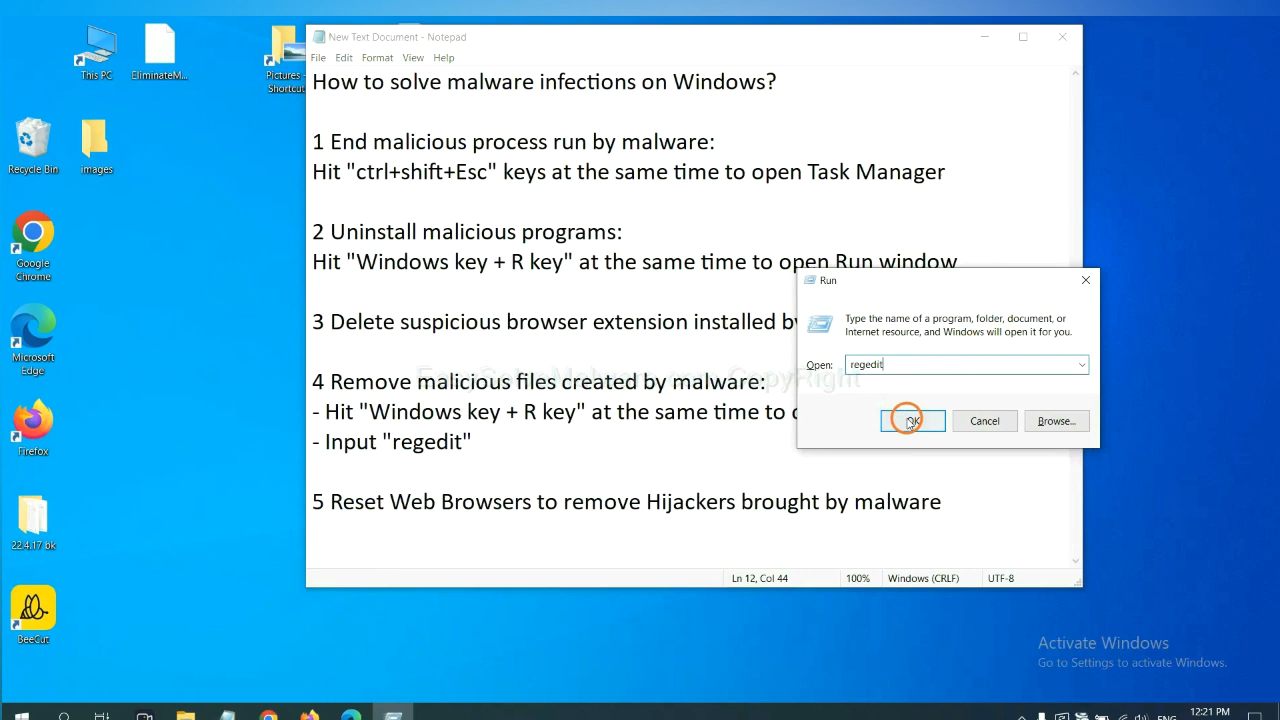 New Text Document - Notepad
File Edit Format View Help
How to solve malware infections on Windows?
1 End malicious process run by malware:
Hit "ctrl+shift+Esc" keys at the same time to open Task Manager
2 Uninstall malicious programs:
Hit "Windows key + R key" at the same time to open Run window
3 Delete suspicious browser extension installed by
4 Remove malicious files created by malware:
- Hit "Windows key + R key" at the same time to
- Input "regedit"
5 Reset Web Browsers to remove Hijackers brought by malware
Ln 12, Col 44 100% Windows (CRLF) UTF-8
Run
Type the name of a program, folder, document, or
Internet resource, and Windows will open it for you.
Open: regedit
OK Cancel Browse...
This PC
EliminateM...
Pictures -
Shortcut
Recycle Bin
images
Google
Chrome
Microsoft
Edge
Firefox
22.4.17 bk
BeeCut
CopyRight
Activate Windows
Go to Settings to activate Windows.
ENG
12:21 PM